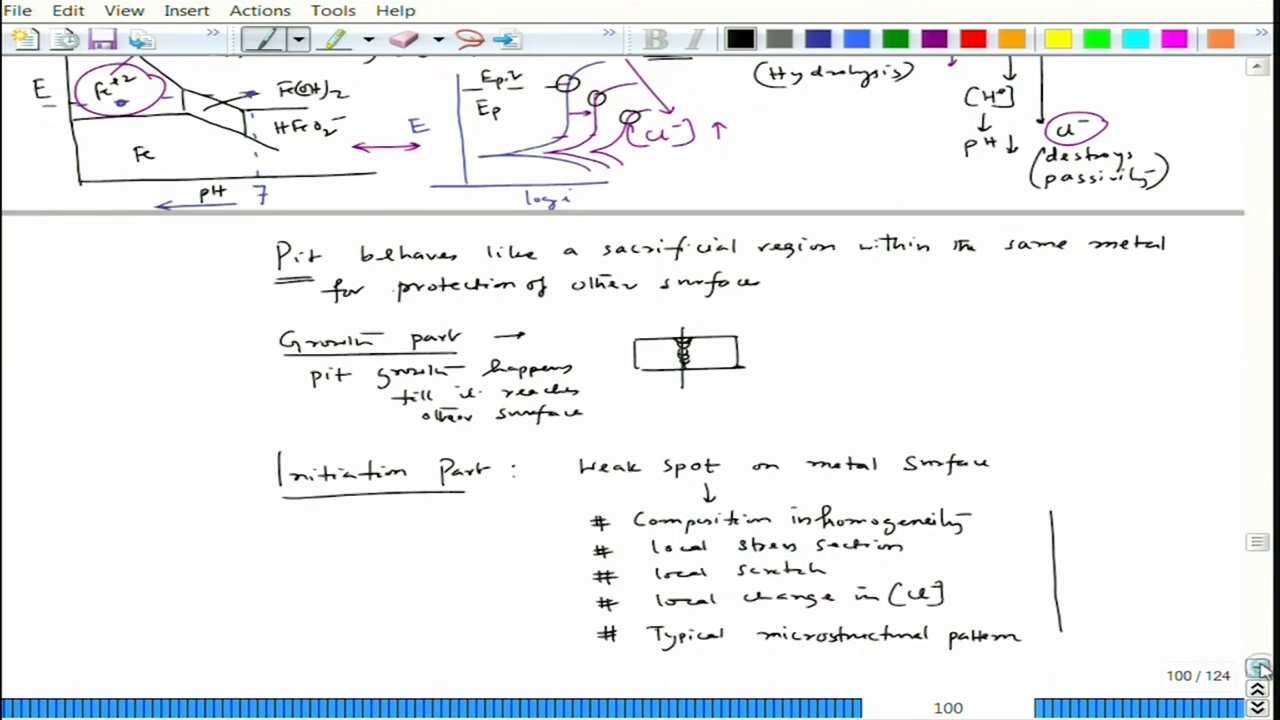 File Edit View Insert Actions Tools Help
B I
E
Fe+2
Fe(OH)2
HFeO2-
Fe
pH 7
Epit
Ep
E
[Cl-] ↑
log i
(Hydrolysis)
[H+]
↓
pH ↓
Cl-
(destroys
passivity)
Pit behaves like a sacrificial region within the same metal
for protection of other surface
Growth part →
pit growth happens
till it reaches
other surface
Initiation Part : Weak spot on metal surface
↓
# Composition inhomogeneity
# local stress section
# local scratch
# local change in [Cl-]
# Typical microstructural pattern
100 / 124
100